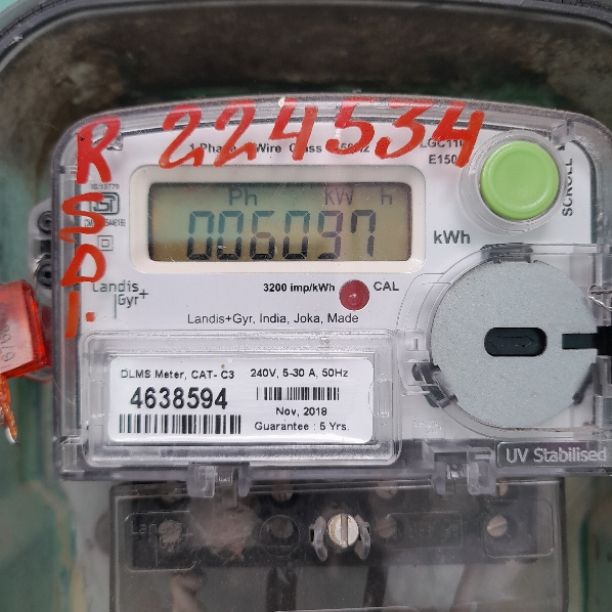 R 224534
S
D
1.
1 Phase Wire Class
LGC110
E150
SCROLL
Ph kW h
006097
kWh
3200 imp/kWh CAL
Landis
Gyr+
Landis+Gyr, India, Joka, Made
DLMS Meter, CAT- C3 240V, 5-30 A, 50Hz
4638594
Nov, 2018
Guarantee : 5 Yrs.
UV Stabilised